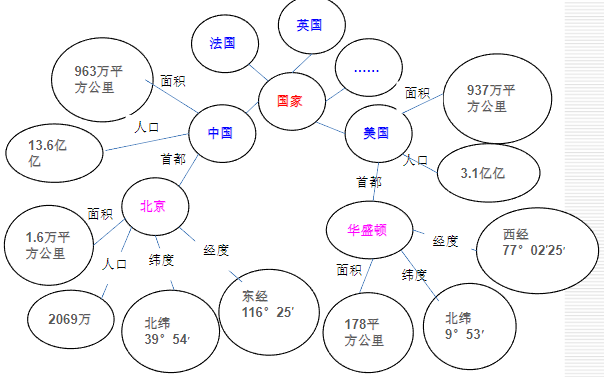 英国
法国
……
963万平
方公里
面积
国家
面积
937万平
方公里
人口
中国
美国
13.6亿
亿
首都
人口
首都
3.1亿亿
北京
面积
华盛顿
西经
77°02′25′
1.6万平
方公里
人口
纬度
经度
经度
面积
纬度
2069万
北纬
39°54′
东经
116°25′
178平
方公里
北纬
9°53′